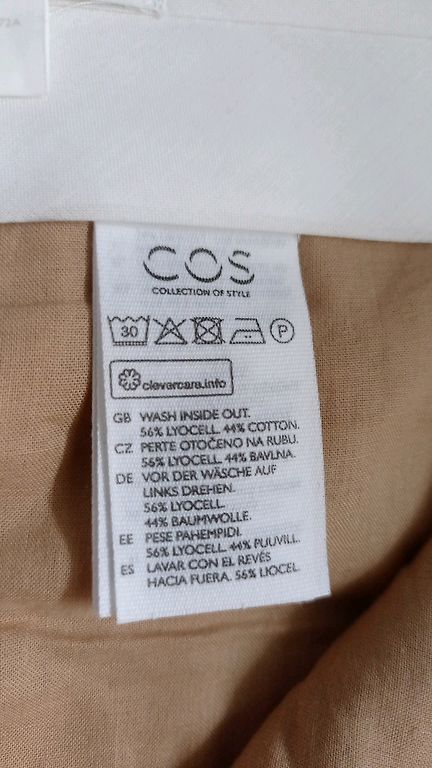 72A
COS
COLLECTION OF STYLE
30 P
clevercare.info
GB WASH INSIDE OUT.
56% LYOCELL. 44% COTTON.
CZ PERTE OTOČENO NA RUBU.
56% LYOCELL. 44% BAVLNA.
DE VOR DER WÄSCHE AUF
LINKS DREHEN.
56% LYOCELL.
44% BAUMWOLLE.
EE PESE PAHEMPIDI.
56% LYOCELL. 44% PUUVILL.
ES LAVAR CON EL REVÉS
HACIA FUERA. 56% LIOCEL.